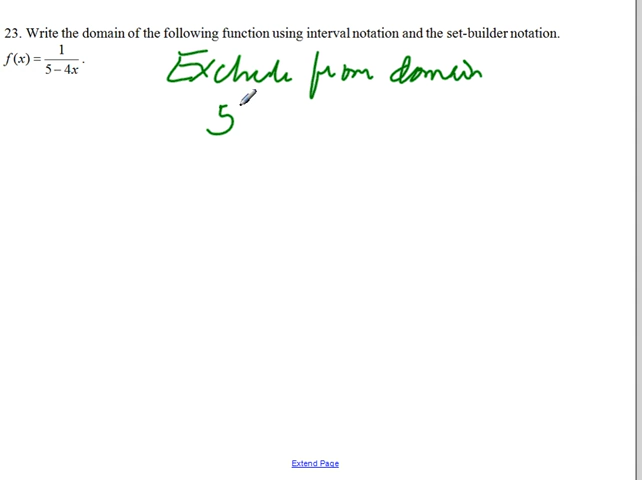 23. Write the domain of the following function using interval notation and the set-builder notation.
f(x) = 1 / (5 – 4x) .
Exclude from domain
5
Extend Page